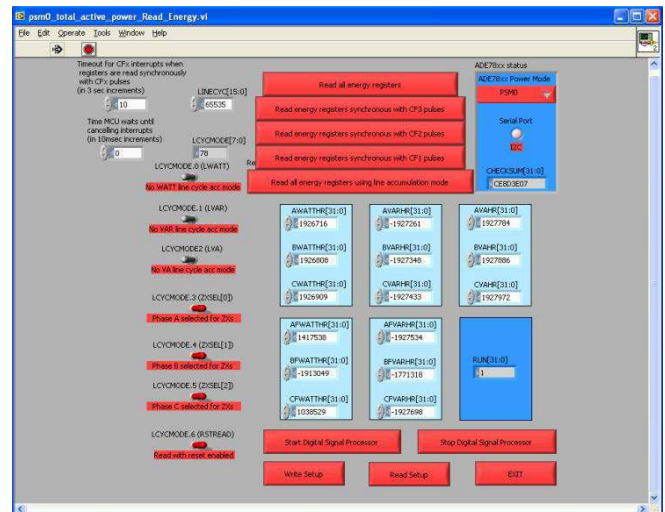 psm0_total_active_power_Read_Energy.vi
File Edit Operate Tools Window Help
Timeout for CFx interrupts when
registers are read synchronously
with CFx pulses
(in 3 sec increments)
10
LINECYC[15:0]
65535
Time MCU waits until
cancelling interrupts
(in 10msec increments)
0
LCYCMODE[7:0]
78
Re
Read all energy registers
Read energy registers synchronous with CF3 pulses
Read energy registers synchronous with CF2 pulses
Read energy registers synchronous with CF1 pulses
Read all energy registers using line accumulation mode
ADE78xx status
ADE78xx Power Mode
PSM0
Serial Port
I2C
CHECKSUM[31:0]
CE8D3E07
LCYCMODE.0 (LWATT)
No WATT line cycle acc mode
LCYCMODE.1 (LVAR)
No VAR line cycle acc mode
LCYCMODE2 (LVA)
No VA line cycle acc mode
LCYCMODE.3 (ZXSEL[0])
Phase A selected for ZXs
LCYCMODE.4 (ZXSEL[1])
Phase B selected for ZXs
LCYCMODE.5 (ZXSEL[2])
Phase C selected for ZXs
LCYCMODE.6 (RSTREAD)
Read with reset enabled
AWATTHR[31:0]
1926716
BWATTHR[31:0]
1926808
CWATTHR[31:0]
1926909
AVARHR[31:0]
-1927261
BVARHR[31:0]
-1927348
CVARHR[31:0]
-1927433
AVAHR[31:0]
1927784
BVAHR[31:0]
1927886
CVAHR[31:0]
1927972
AFWATTHR[31:0]
1417538
BFWATTHR[31:0]
-1913049
CFWATTHR[31:0]
1038529
AFVARHR[31:0]
-1927534
BFVARHR[31:0]
-1771318
CFVARHR[31:0]
-1927698
RUN[31:0]
1
Start Digital Signal Processor
Stop Digital Signal Processor
Write Setup
Read Setup
EXIT